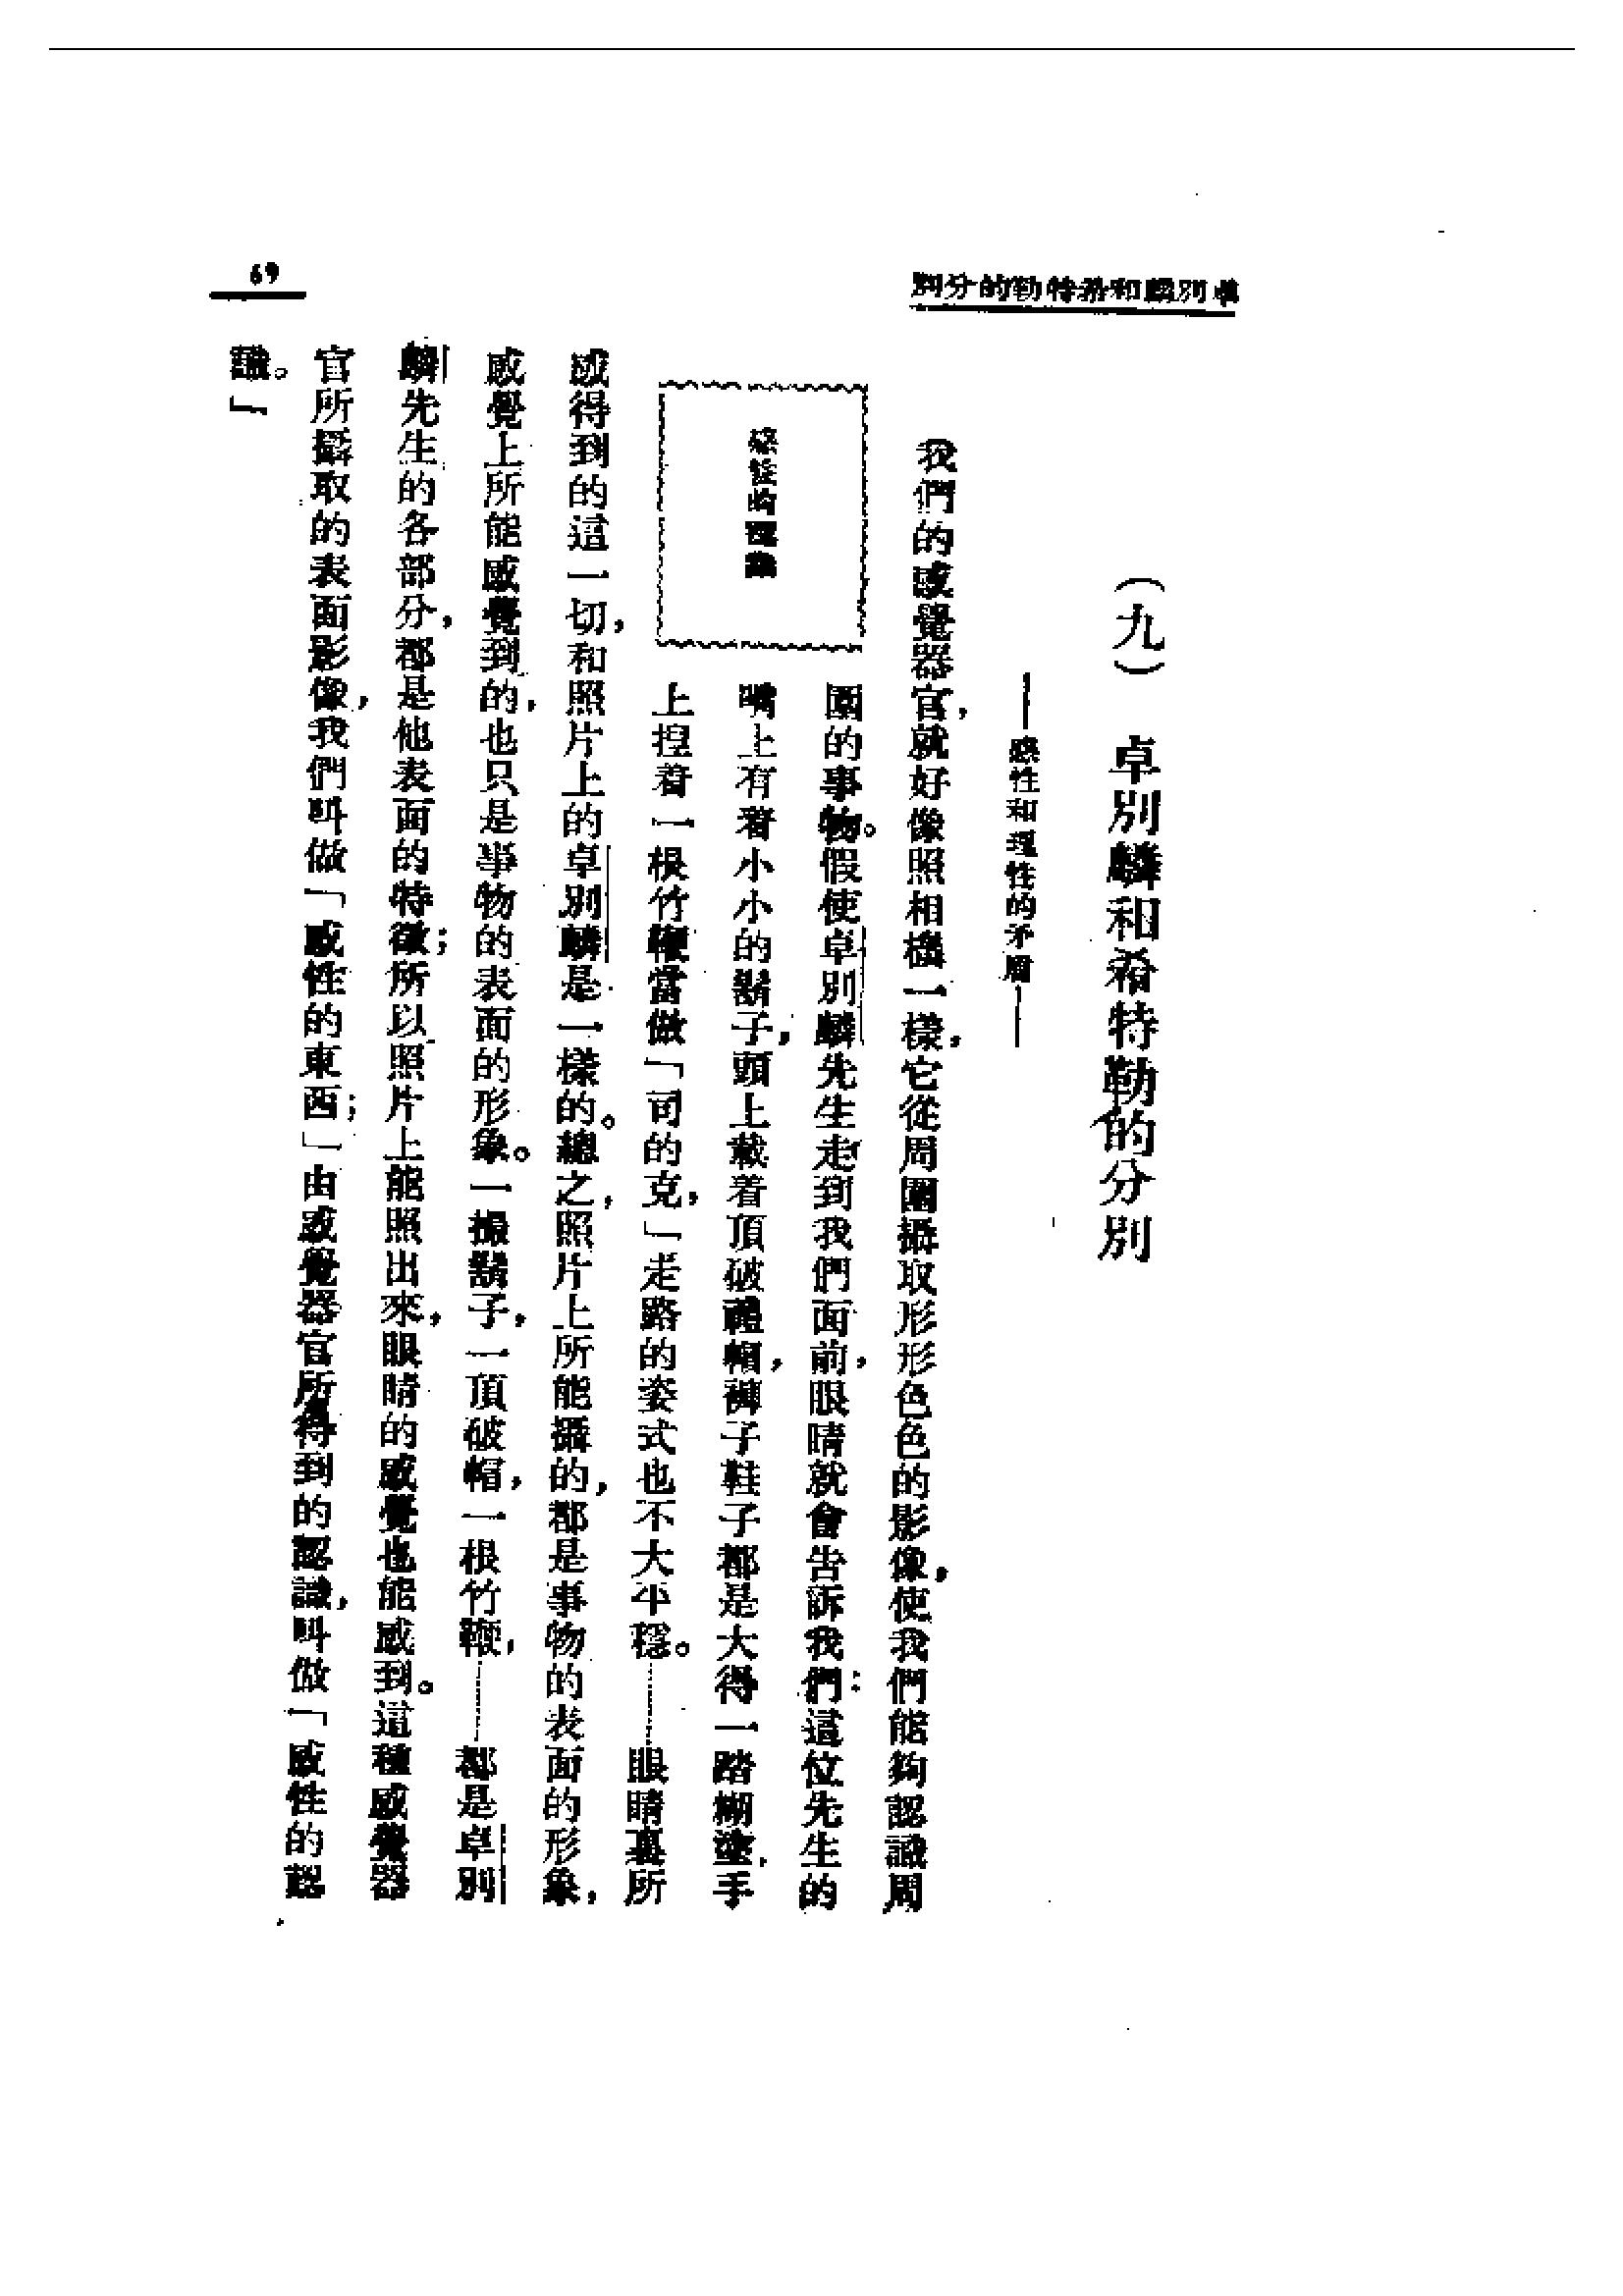 卓別麟和希特勒的分別
69
（九）　卓別麟和希特勒的分別
——感性和理性的矛盾——
我們的感覺器官，就好像照相機一樣，它從周圍攝取形形色色的影像，使我們能夠認識周
圍的事物。假使卓別麟先生走到我們面前，眼睛就會告訴我們：這位先生的
嘴上有着小小的鬍子，頭上戴着頂破禮帽，褲子鞋子都是大得一踏糊塗，手
上捏着一根竹鞭當做「司的克，」走路的姿式也不大平穩。………眼睛裏所
感性的認識
感得到的這一切，和照片上的卓別麟是一樣的。總之，照片上所能攝的，都是事物的表面的形象，
感覺上所能感覺到的，也只是事物的表面的形象。一撮鬍子，一頂破帽，一根竹鞭，………都是卓別
麟先生的各部分，都是他表面的特徵；所以照片上能照出來，眼睛的感覺也能感到。這種感覺器
官所攝取的表面影像，我們叫做「感性的東西；」由感覺器官所得到的認識，叫做「感性的認
識。」